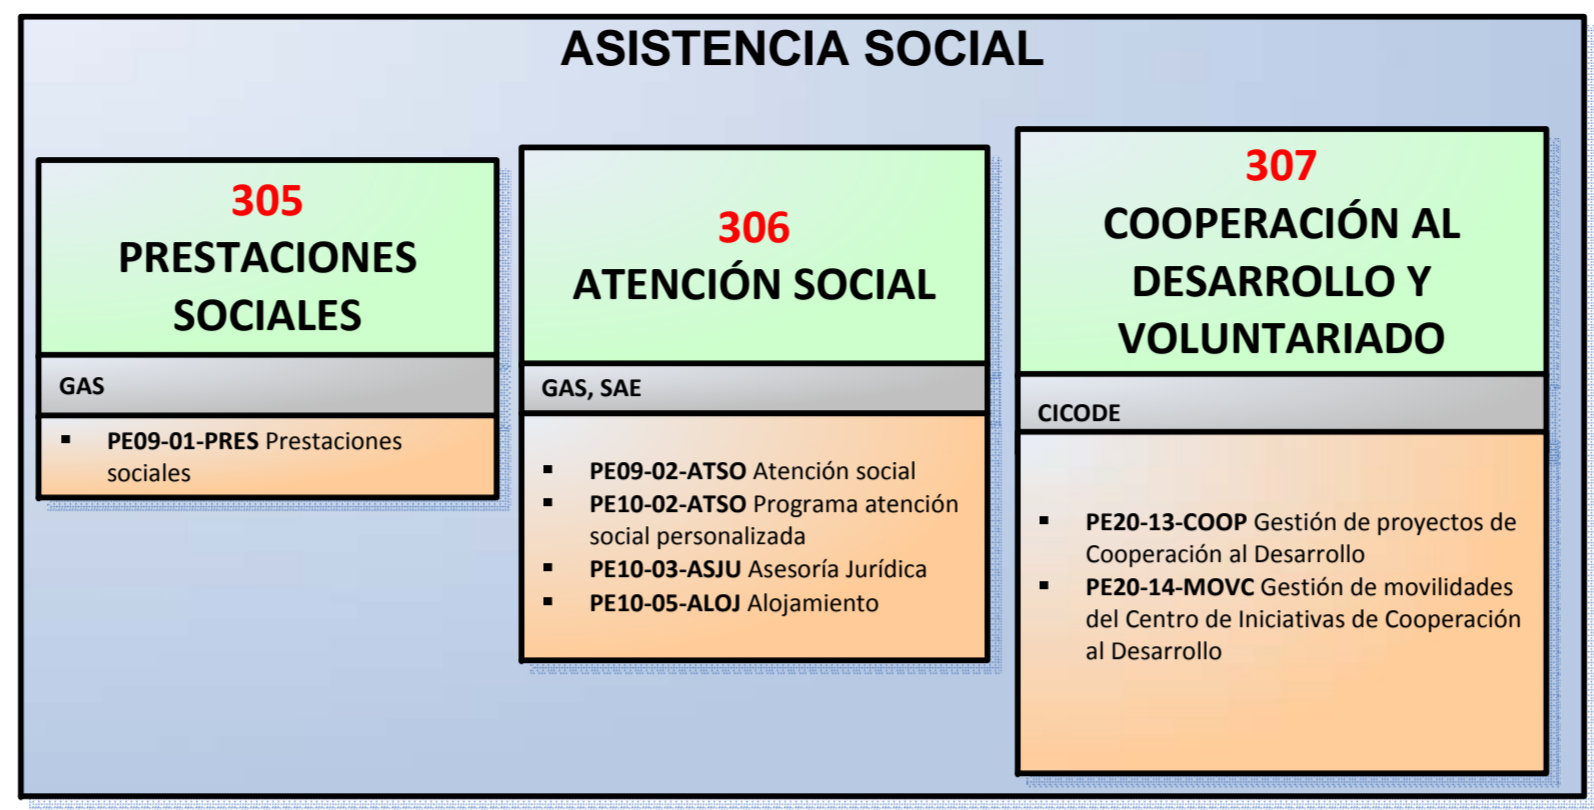 ASISTENCIA SOCIAL
305
PRESTACIONES
SOCIALES
GAS
▪ PE09-01-PRES Prestaciones
sociales
306
ATENCIÓN SOCIAL
GAS, SAE
▪ PE09-02-ATSO Atención social
▪ PE10-02-ATSO Programa atención
social personalizada
▪ PE10-03-ASJU Asesoría Jurídica
▪ PE10-05-ALOJ Alojamiento
307
COOPERACIÓN AL
DESARROLLO Y
VOLUNTARIADO
CICODE
▪ PE20-13-COOP Gestión de proyectos de
Cooperación al Desarrollo
▪ PE20-14-MOVC Gestión de movilidades
del Centro de Iniciativas de Cooperación
al Desarrollo